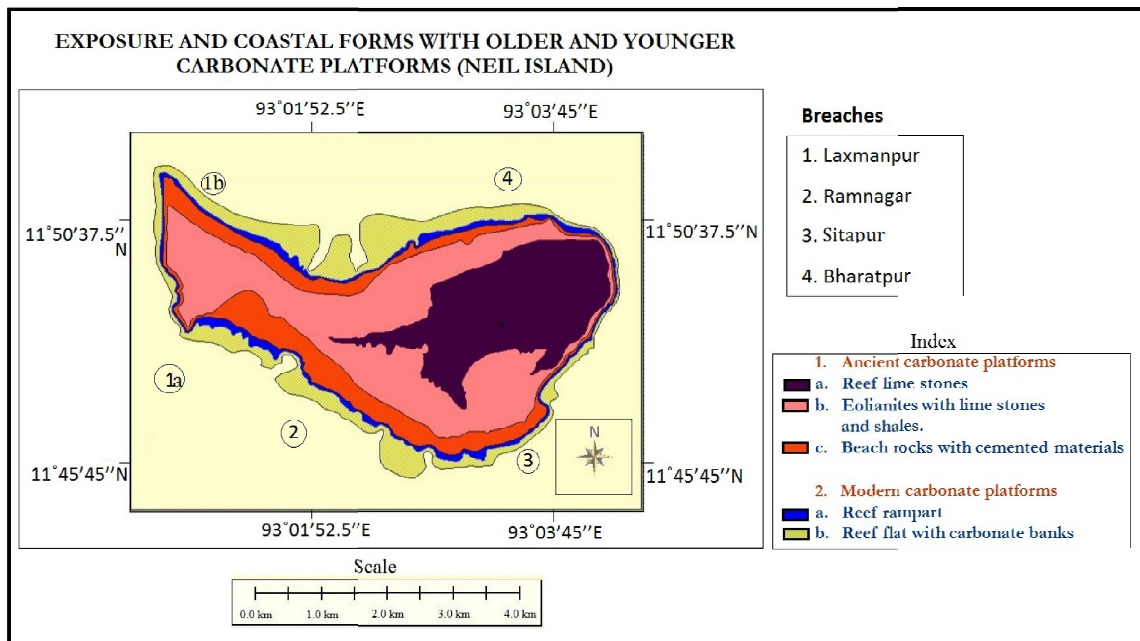 EXPOSURE AND COASTAL FORMS WITH OLDER AND YOUNGER
CARBONATE PLATFORMS (NEIL ISLAND)
93°01'52.5''E
93°03'45''E
1b
4
11°50'37.5''
N
11°50'37.5''
N
1a
2
3
N
11°45'45''N
11°45'45''N
93°01'52.5''E
93°03'45''E
Scale
0.0 km 1.0 km 2.0 km 3.0 km 4.0 km
Breaches
1. Laxmanpur
2. Ramnagar
3. Sitapur
4. Bharatpur
Index
1. Ancient carbonate platforms
a. Reef lime stones
b. Eolianites with lime stones
and shales.
c. Beach rocks with cemented materials
2. Modern carbonate platforms
a. Reef rampart
b. Reef flat with carbonate banks